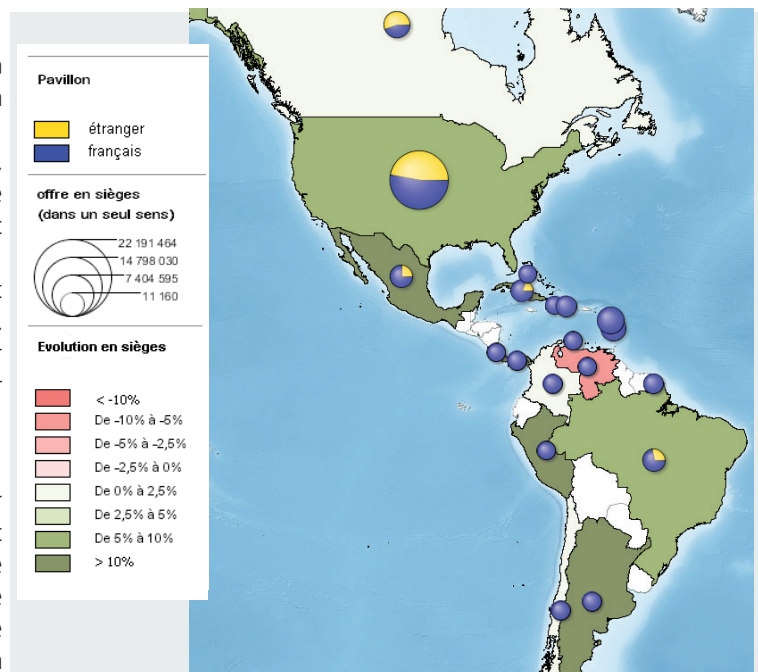 Pavillon
étranger
français
offre en sièges
(dans un seul sens)
22 191 464
14 798 030
7 404 595
11 160
Evolution en sièges
< -10%
De -10% à -5%
De -5% à -2,5%
De -2,5% à 0%
De 0% à 2,5%
De 2,5% à 5%
De 5% à 10%
> 10%